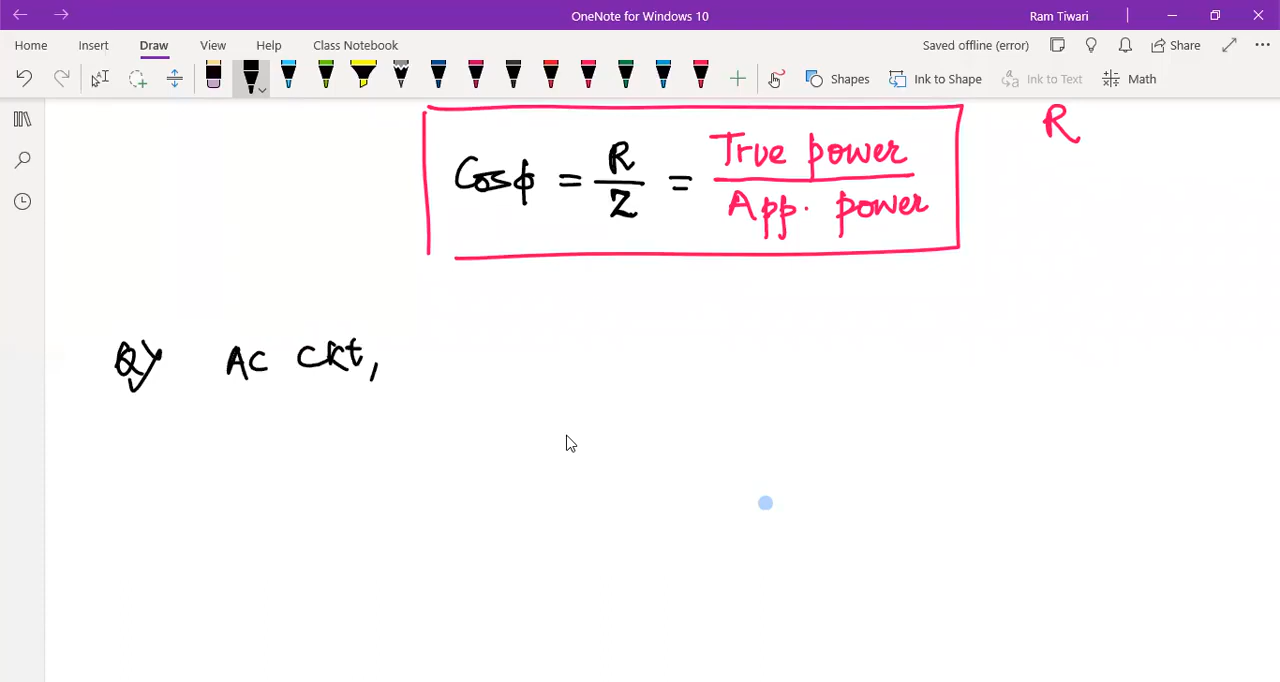 OneNote for Windows 10
Ram Tiwari
Home Insert Draw View Help Class Notebook
Saved offline (error) Share
Shapes Ink to Shape Ink to Text Math
Cosφ = R/Z = True power/App. power
R
Q) AC CKt,